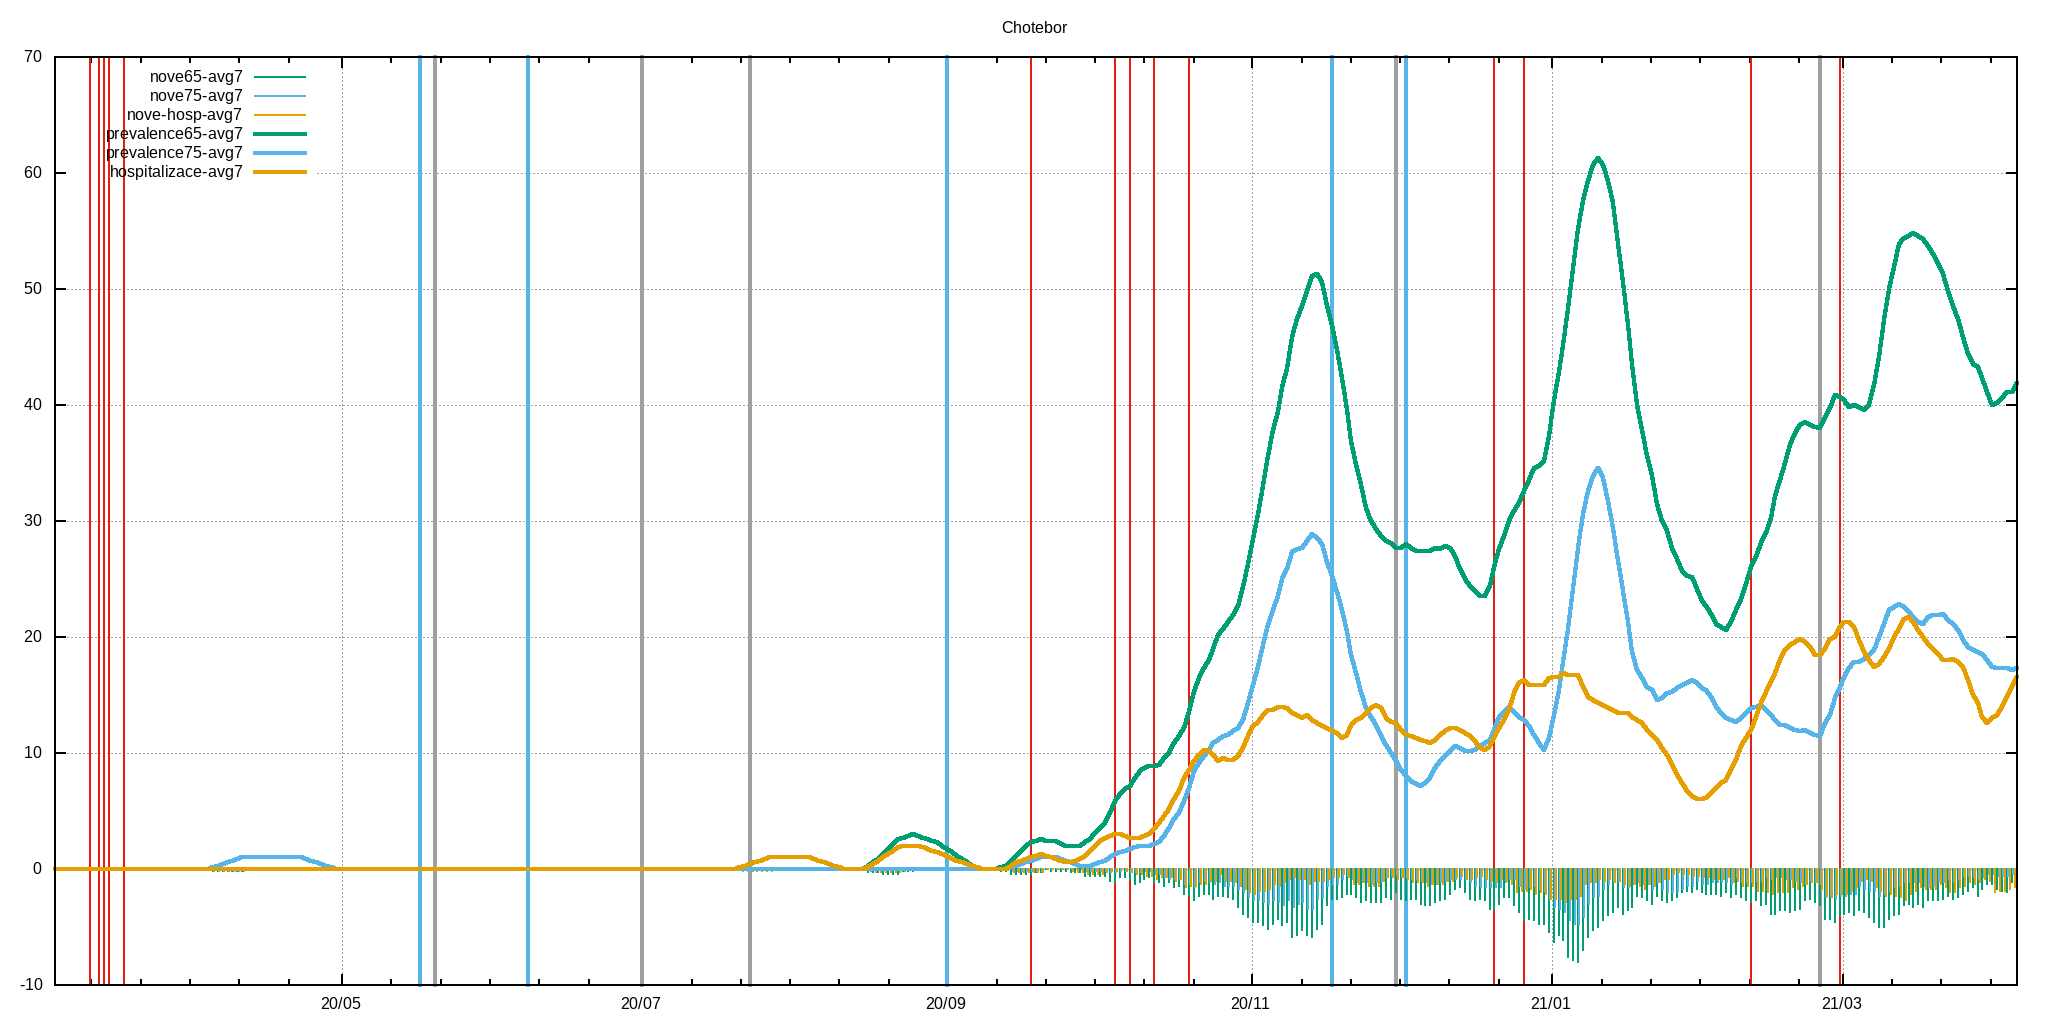 Chotebor
70
60
50
40
30
20
10
0
-10
nove65-avg7
nove75-avg7
nove-hosp-avg7
prevalence65-avg7
prevalence75-avg7
hospitalizace-avg7
20/05 20/07 20/09 20/11 21/01 21/03